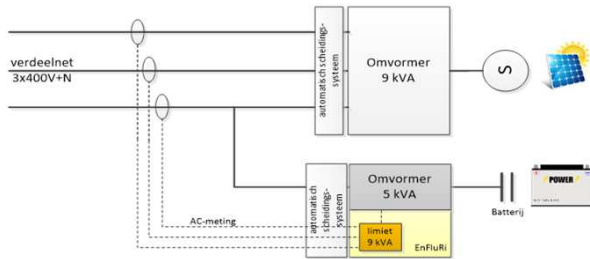 verdeelnet
3x400V+N
automatisch scheidings-
systeem
Omvormer
9 kVA
S
automatisch
scheidings-
systeem
Omvormer
5 kVA
AC-meting
limiet
9 kVA
EnFluRi
Batterij
POWER